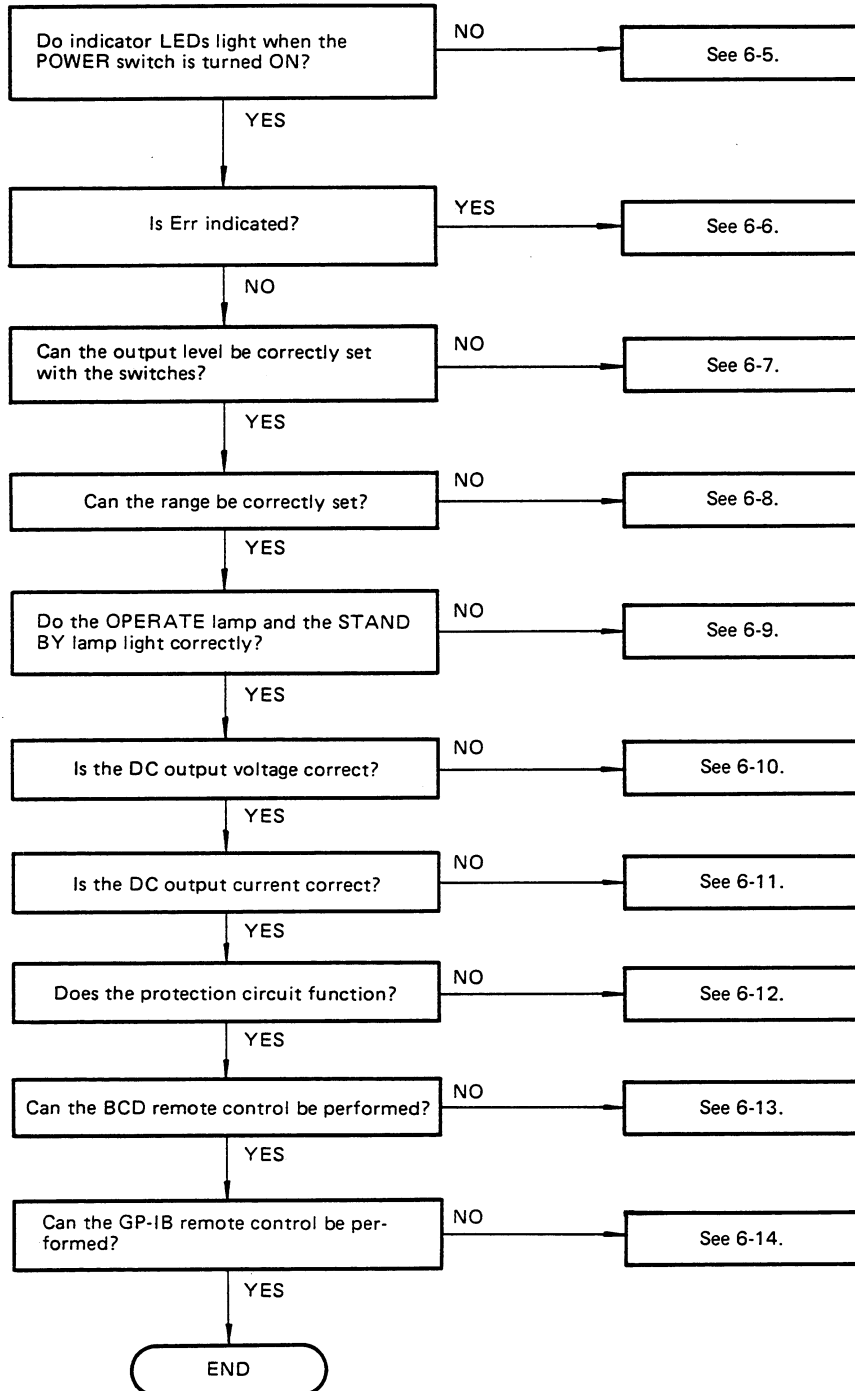 Do indicator LEDs light when the
POWER switch is turned ON?
NO
See 6-5.
YES
Is Err indicated?
YES
See 6-6.
NO
Can the output level be correctly set
with the switches?
NO
See 6-7.
YES
Can the range be correctly set?
NO
See 6-8.
YES
Do the OPERATE lamp and the STAND
BY lamp light correctly?
NO
See 6-9.
YES
Is the DC output voltage correct?
NO
See 6-10.
YES
Is the DC output current correct?
NO
See 6-11.
YES
Does the protection circuit function?
NO
See 6-12.
YES
Can the BCD remote control be performed?
NO
See 6-13.
YES
Can the GP-IB remote control be per-
formed?
NO
See 6-14.
YES
END